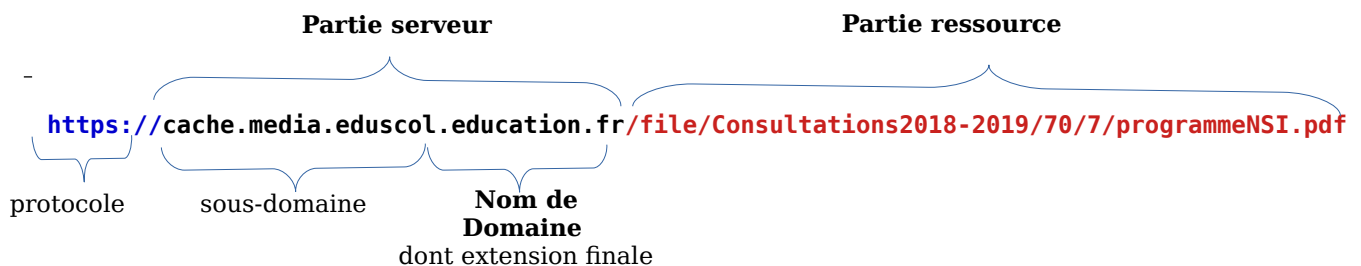 Partie serveur
Partie ressource
–
https://cache.media.eduscol.education.fr/file/Consultations2018-2019/70/7/programmeNSI.pdf
protocole
sous-domaine
Nom de
Domaine
dont extension finale